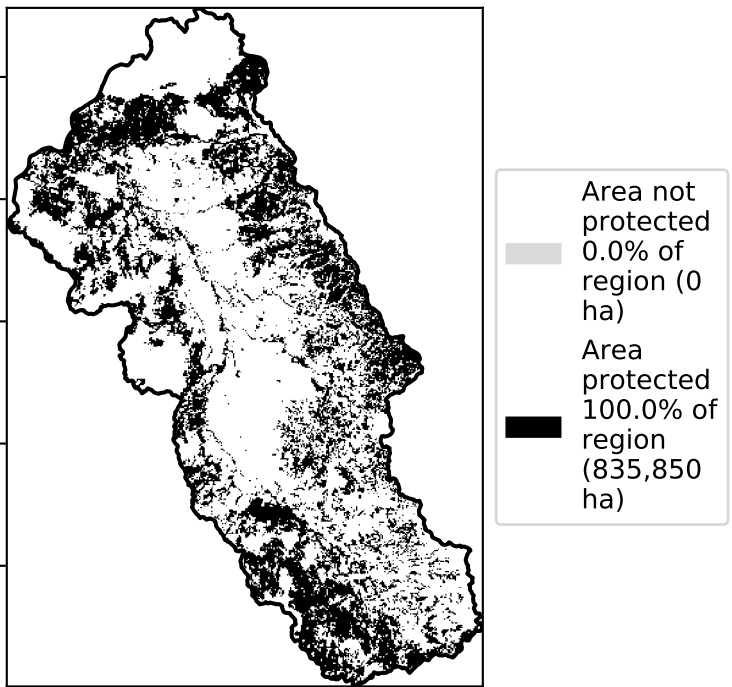 Area not
protected
0.0% of
region (0
ha)
Area
protected
100.0% of
region
(835,850
ha)